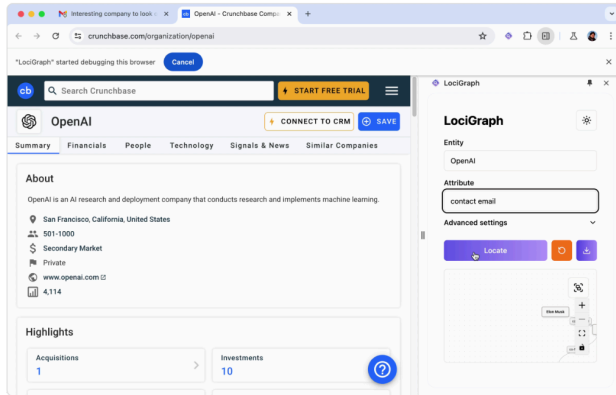 Interesting company to look
OpenAI - Crunchbase Compa
crunchbase.com/organization/openai
"LociGraph" started debugging this browser
Cancel
LociGraph
cb
Search Crunchbase
START FREE TRIAL
OpenAI
CONNECT TO CRM
SAVE
Summary
Financials
People
Technology
Signals & News
Similar Companies
About
OpenAI is an AI research and deployment company that conducts research and implements machine learning.
San Francisco, California, United States
501-1000
Secondary Market
Private
www.openai.com
4,114
Highlights
Acquisitions
1
Investments
10
LociGraph
Entity
OpenAI
Attribute
contact email
Advanced settings
Locate
Elon Musk